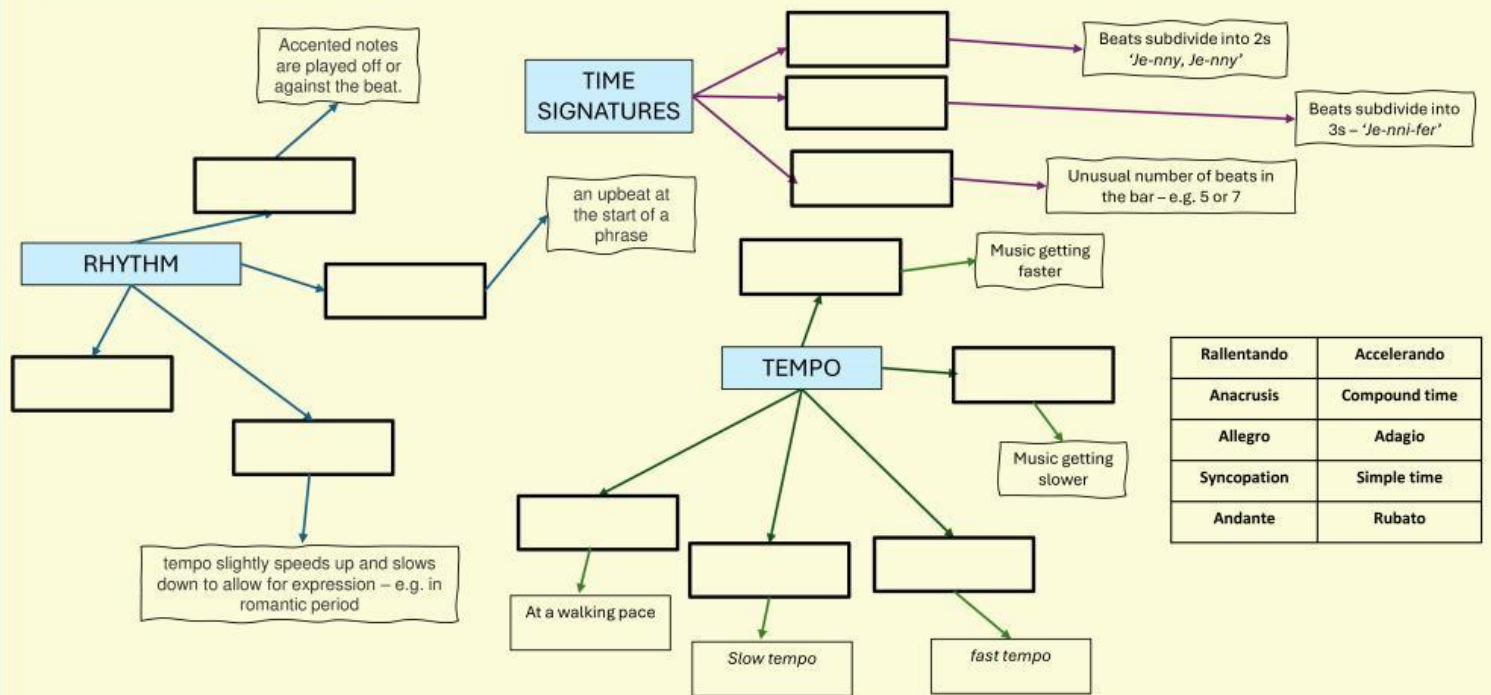 Accented notes
are played off or
against the beat.
TIME
SIGNATURES
Beats subdivide into 2s
‘Je-nny, Je-nny’
Beats subdivide into
3s – ‘Je-nni-fer’
Unusual number of beats in
the bar – e.g. 5 or 7
an upbeat at
the start of a
phrase
RHYTHM
Music getting
faster
TEMPO
Music getting
slower
tempo slightly speeds up and slows
down to allow for expression – e.g. in
romantic period
At a walking pace
Slow tempo
fast tempo
Rallentando Accelerando
Anacrusis Compound time
Allegro Adagio
Syncopation Simple time
Andante Rubato